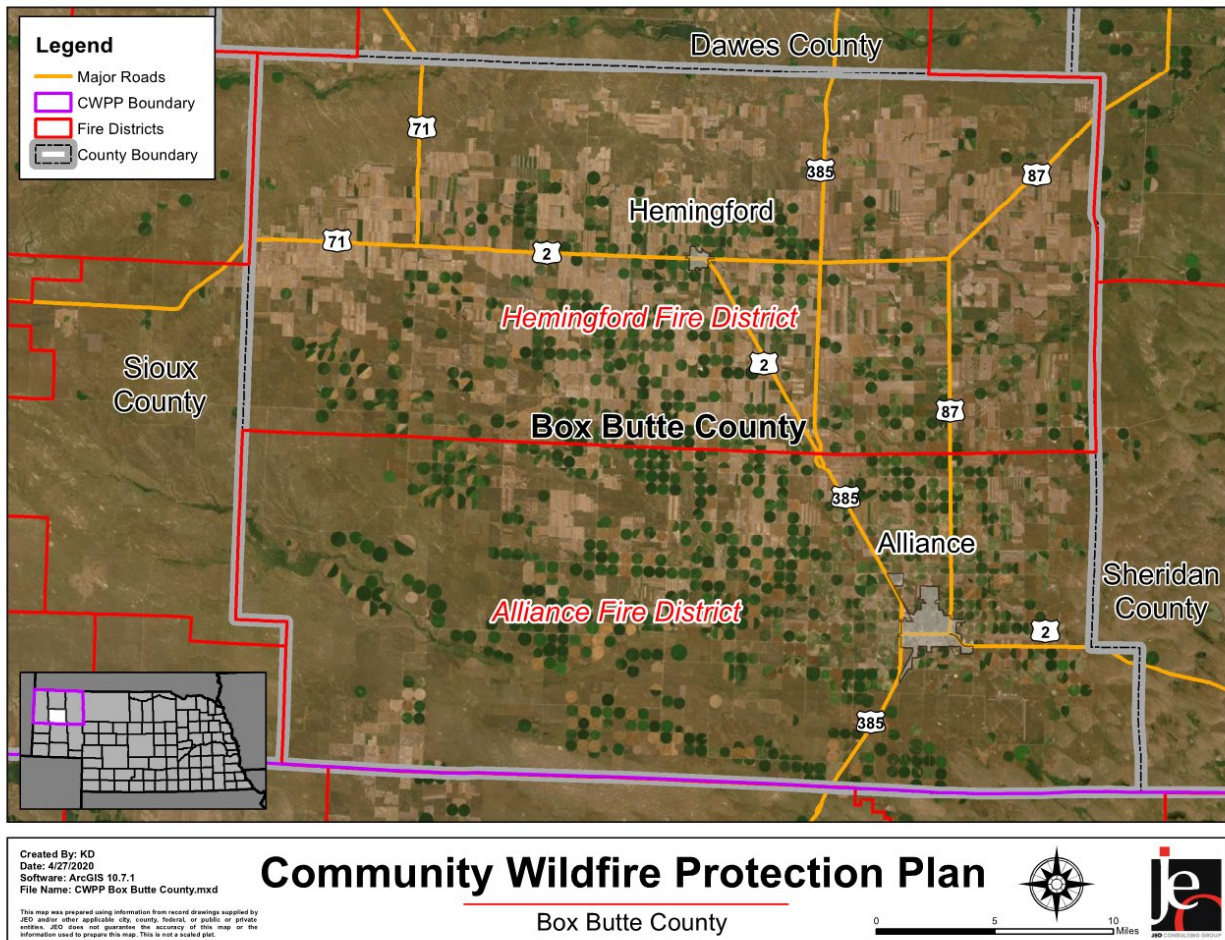 Legend
Major Roads
CWPP Boundary
Fire Districts
County Boundary
Dawes County
71
385
87
Hemingford
71
2
Hemingford Fire District
2
Sioux
County
87
Box Butte County
385
Alliance
Sheridan
County
Alliance Fire District
2
385
Created By: KD
Date: 4/27/2020
Software: ArcGIS 10.7.1
File Name: CWPP Box Butte County.mxd
This map was prepared using information from record drawings supplied by
JEO and/or other applicable city, county, federal, or public or private
entities. JEO does not guarantee the accuracy of this map or the
information used to prepare this map. This is not a scaled plat.
Community Wildfire Protection Plan
Box Butte County
0 5 10
Miles
jeo
JEO CONSULTING GROUP